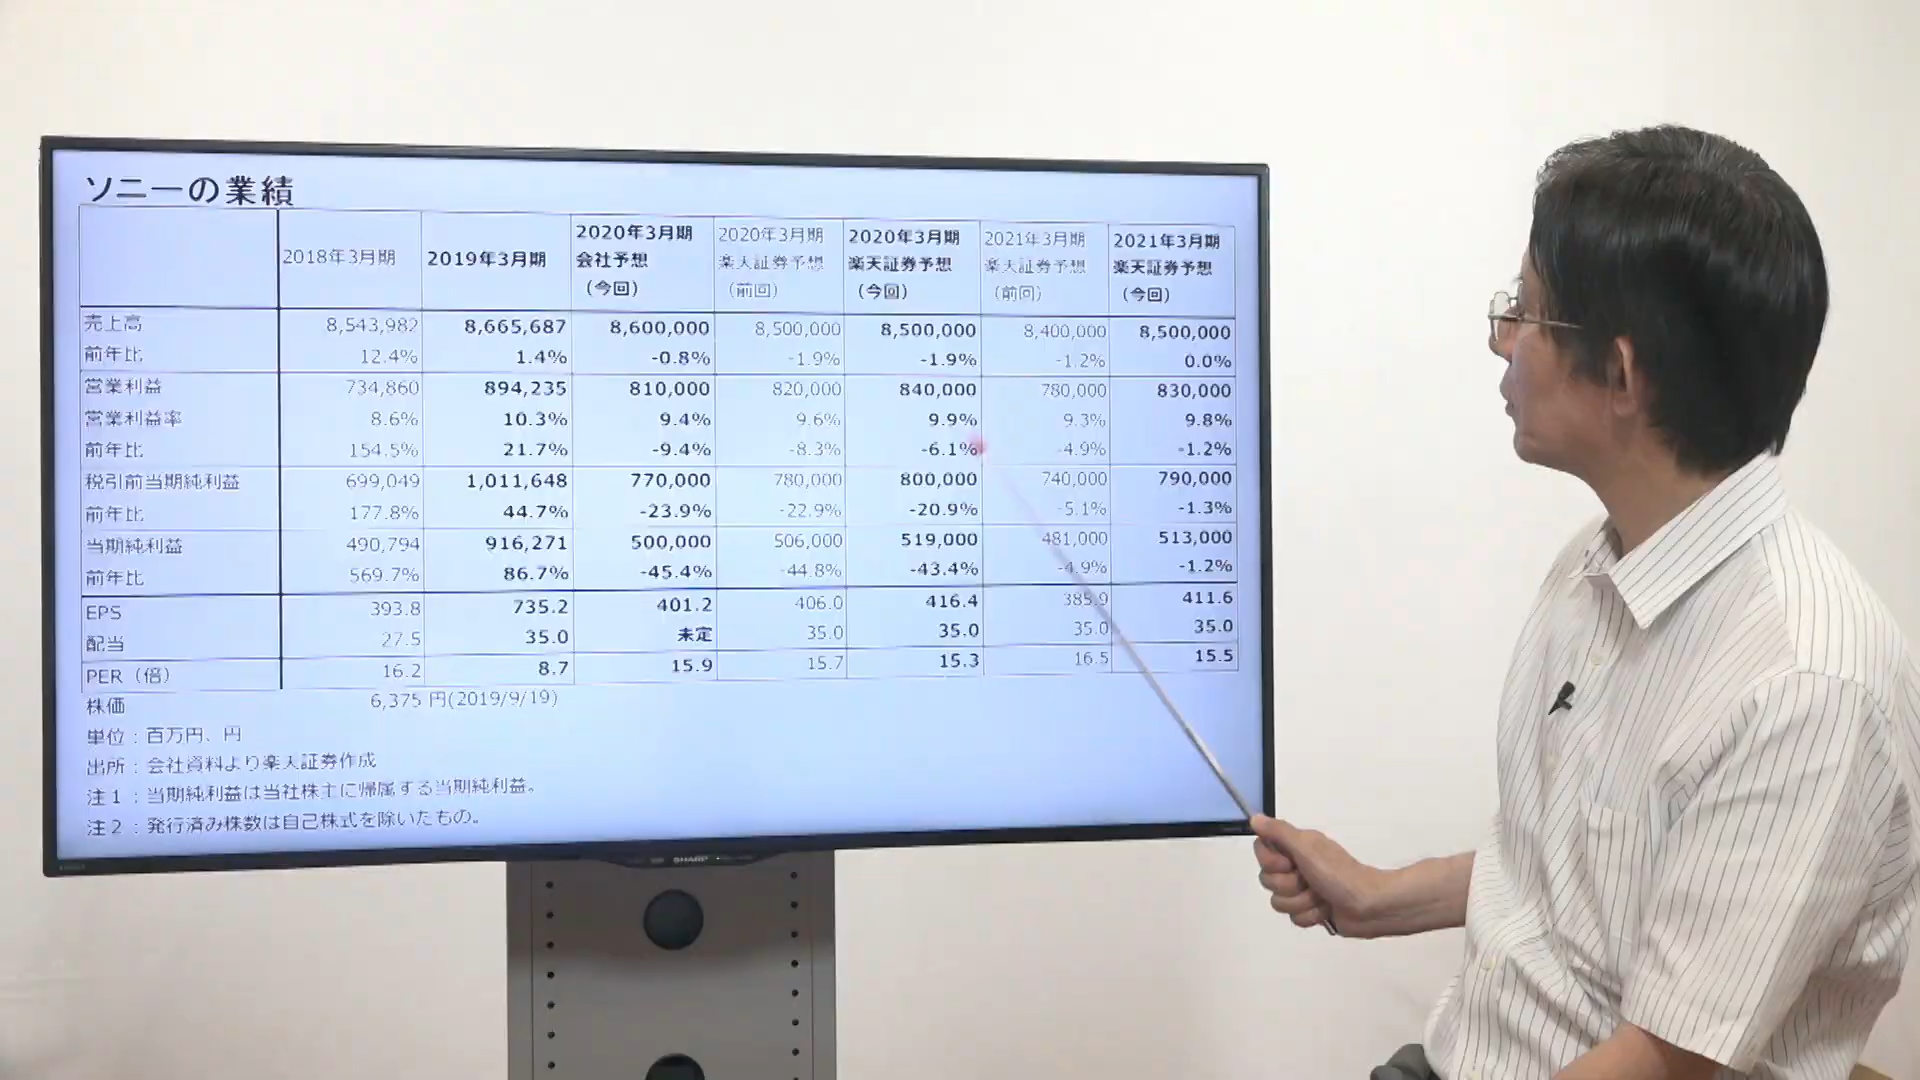 ソニーの業績
2018年3月期 2019年3月期 2020年3月期 会社予想 （今回） 2020年3月期 楽天証券予想 （前回） 2020年3月期 楽天証券予想 （今回） 2021年3月期 楽天証券予想 （前回） 2021年3月期 楽天証券予想 （今回）
売上高 8,543,982 8,665,687 8,600,000 8,500,000 8,500,000 8,400,000 8,500,000
前年比 12.4% 1.4% -0.8% -1.9% -1.9% -1.2% 0.0%
営業利益 734,860 894,235 810,000 820,000 840,000 780,000 830,000
営業利益率 8.6% 10.3% 9.4% 9.6% 9.9% 9.3% 9.8%
前年比 154.5% 21.7% -9.4% -8.3% -6.1% -4.9% -1.2%
税引前当期純利益 699,049 1,011,648 770,000 780,000 800,000 740,000 790,000
前年比 177.8% 44.7% -23.9% -22.9% -20.9% -5.1% -1.3%
当期純利益 490,794 916,271 500,000 506,000 519,000 481,000 513,000
前年比 569.7% 86.7% -45.4% -44.8% -43.4% -4.9% -1.2%
EPS 393.8 735.2 401.2 406.0 416.4 385.9 411.6
配当 27.5 35.0 未定 35.0 35.0 35.0 35.0
PER（倍） 16.2 8.7 15.9 15.7 15.3 16.5 15.5
株価 6,375 円(2019/9/19)
単位：百万円、円
出所：会社資料より楽天証券作成
注1：当期純利益は当社株主に帰属する当期純利益。
注2：発行済み株数は自己株式を除いたもの。
SHARP